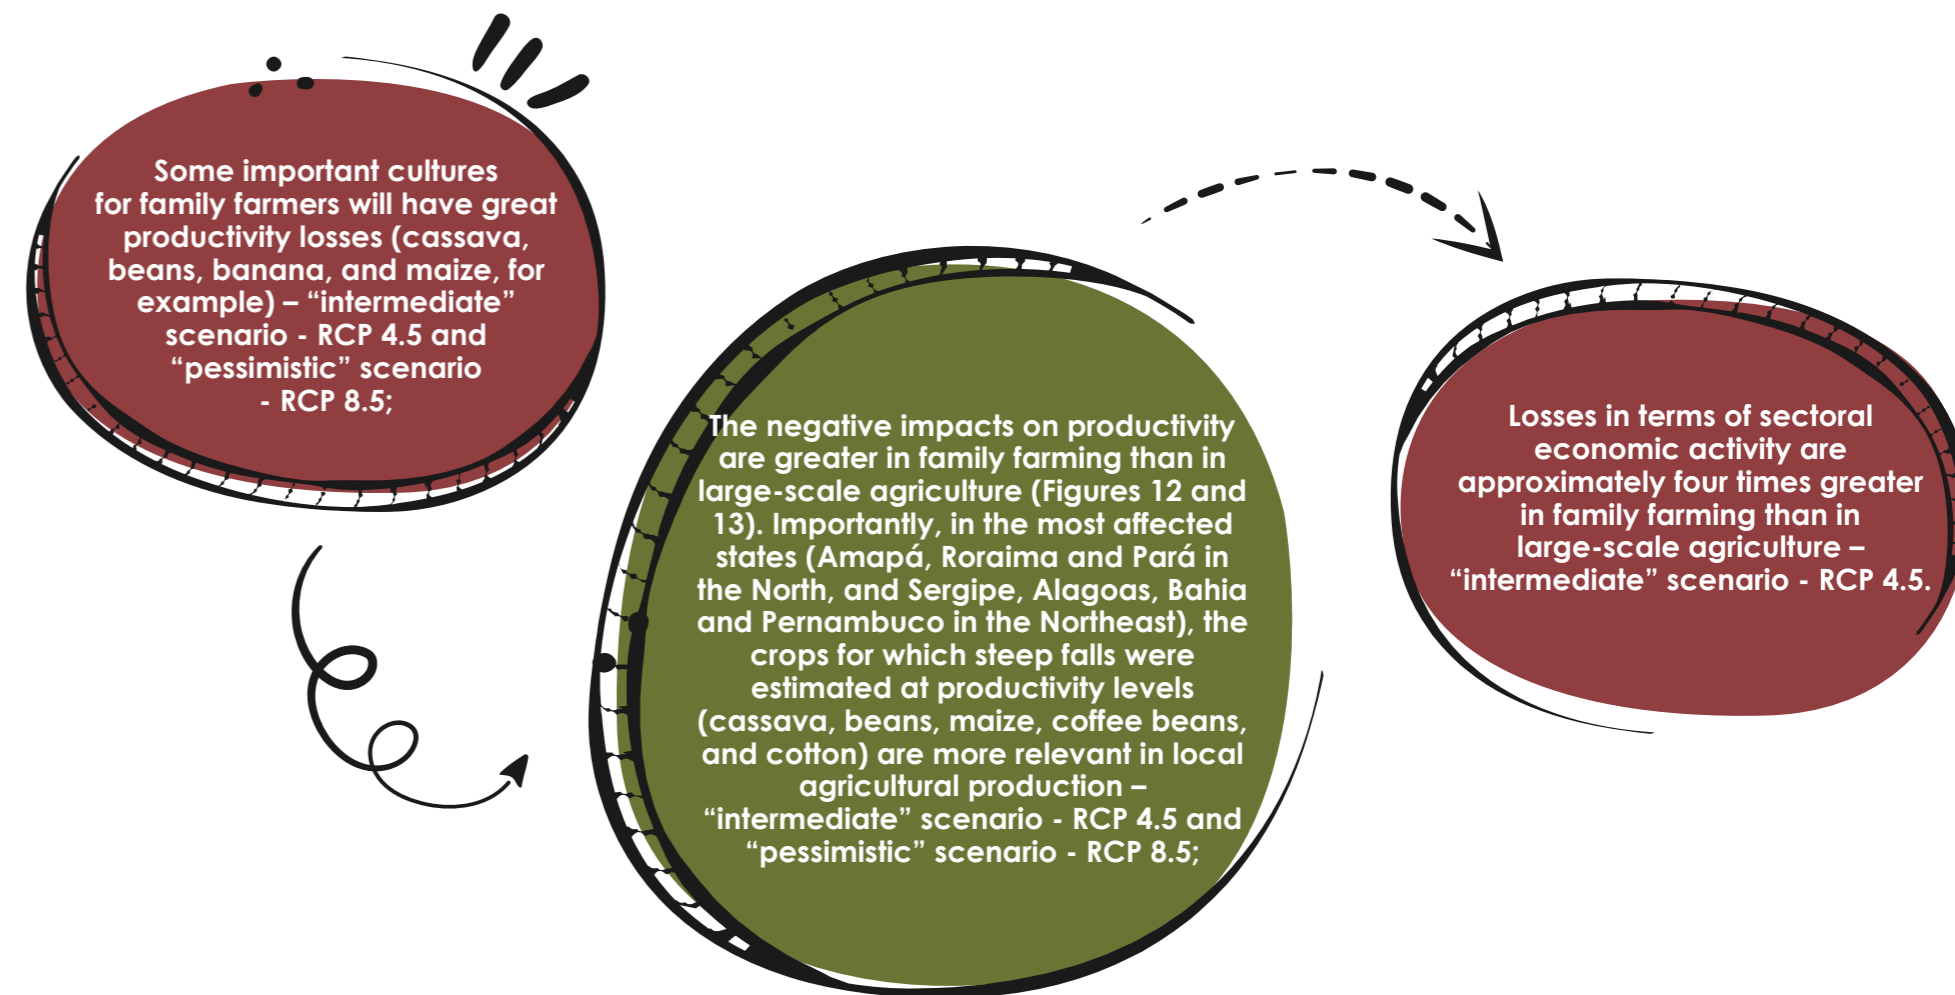 Some important cultures
for family farmers will have great
productivity losses (cassava,
beans, banana, and maize, for
example) – “intermediate”
scenario - RCP 4.5 and
“pessimistic” scenario
- RCP 8.5;
The negative impacts on productivity
are greater in family farming than in
large-scale agriculture (Figures 12 and
13). Importantly, in the most affected
states (Amapá, Roraima and Pará in
the North, and Sergipe, Alagoas, Bahia
and Pernambuco in the Northeast), the
crops for which steep falls were
estimated at productivity levels
(cassava, beans, maize, coffee beans,
and cotton) are more relevant in local
agricultural production –
“intermediate” scenario - RCP 4.5 and
“pessimistic” scenario - RCP 8.5;
Losses in terms of sectoral
economic activity are
approximately four times greater
in family farming than in
large-scale agriculture –
“intermediate” scenario - RCP 4.5.